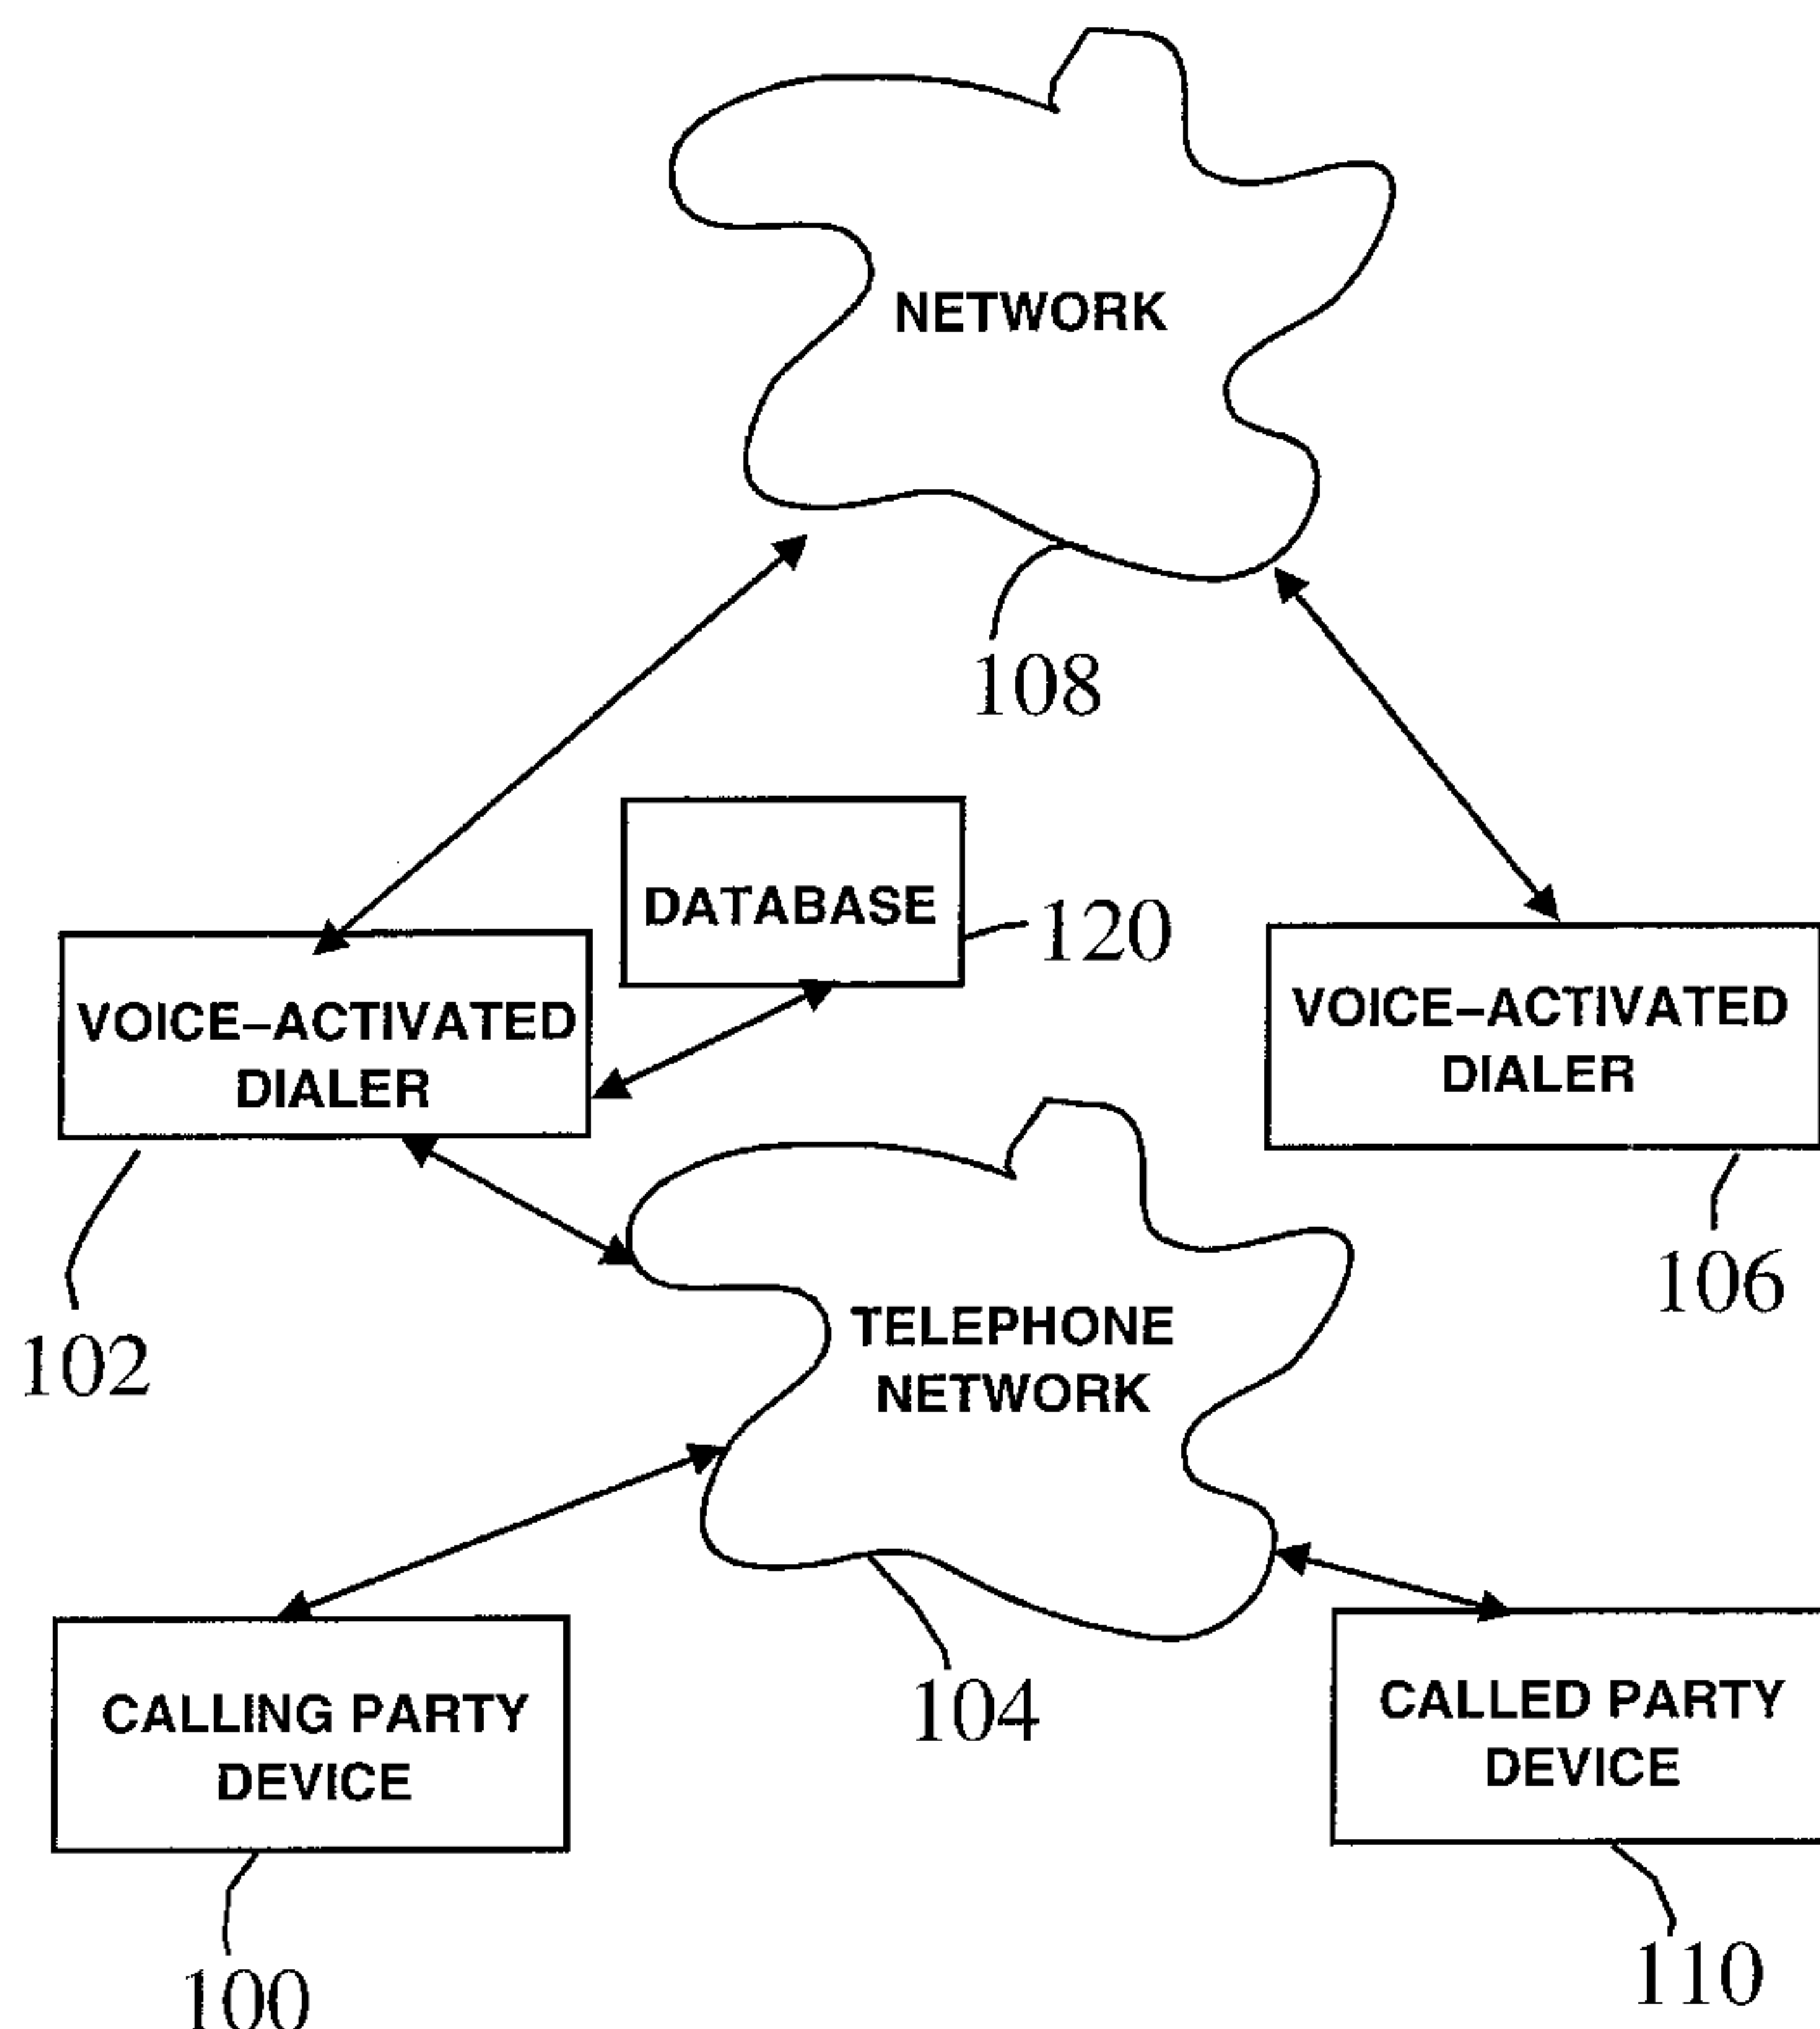 NETWORK
108
DATABASE
120
VOICE–ACTIVATED
DIALER
VOICE–ACTIVATED
DIALER
102
106
TELEPHONE
NETWORK
104
CALLING PARTY
DEVICE
CALLED PARTY
DEVICE
100
110